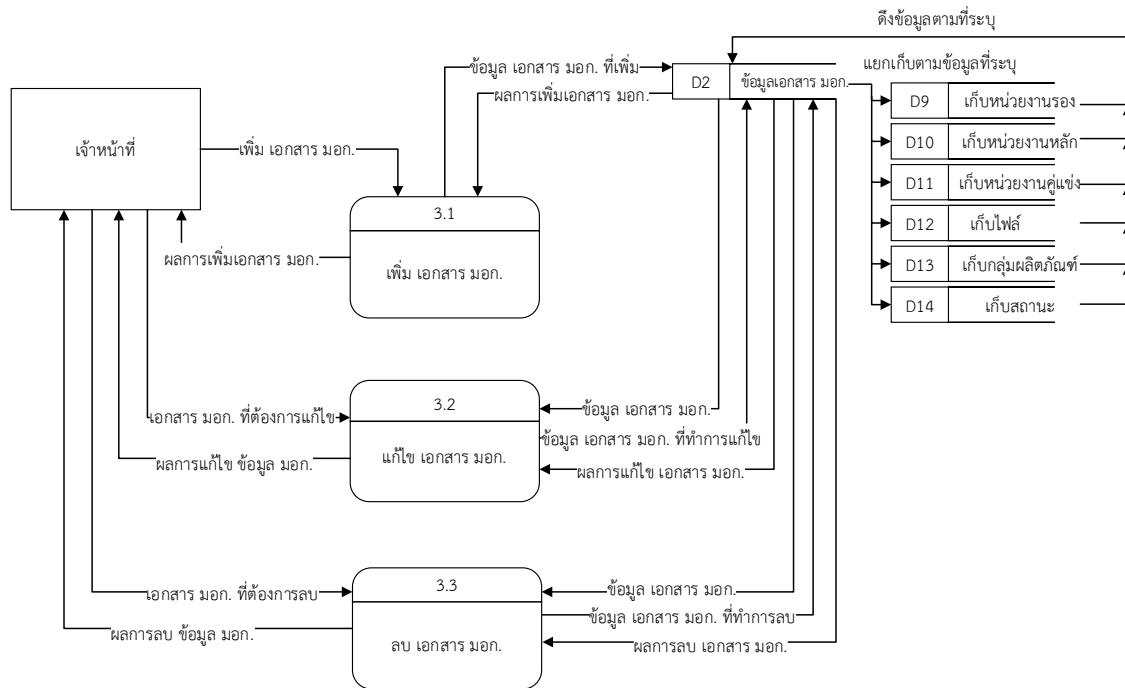 ดึงข้อมูลตามที่ระบุ
ข้อมูล เอกสาร มอก. ที่เพิ่ม
แยกเก็บตามข้อมูลที่ระบุ
D2 ข้อมูลเอกสาร มอก.
ผลการเพิ่มเอกสาร มอก.
D9 เก็บหน่วยงานรอง
D10 เก็บหน่วยงานหลัก
D11 เก็บหน่วยงานคู่แข่ง
D12 เก็บไฟล์
D13 เก็บกลุ่มผลิตภัณฑ์
D14 เก็บสถานะ
เจ้าหน้าที่
เพิ่ม เอกสาร มอก.
3.1
เพิ่ม เอกสาร มอก.
ผลการเพิ่มเอกสาร มอก.
3.2
แก้ไข เอกสาร มอก.
เอกสาร มอก. ที่ต้องการแก้ไข
ผลการแก้ไข ข้อมูล มอก.
ข้อมูล เอกสาร มอก.
ข้อมูล เอกสาร มอก. ที่ทำการแก้ไข
ผลการแก้ไข เอกสาร มอก.
3.3
ลบ เอกสาร มอก.
เอกสาร มอก. ที่ต้องการลบ
ผลการลบ ข้อมูล มอก.
ข้อมูล เอกสาร มอก.
ข้อมูล เอกสาร มอก. ที่ทำการลบ
ผลการลบ เอกสาร มอก.